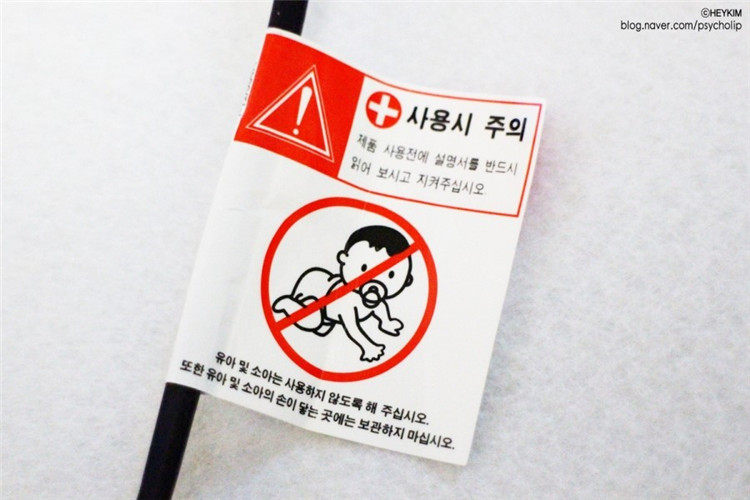 ©HEYKIM
blog.naver.com/psycholip
사용시 주의
제품 사용전에 설명서를 반드시
읽어 보시고 지켜주십시오
유아 및 소아는 사용하지 않도록 해 주십시오.
또한 유아 및 소아의 손이 닿는 곳에는 보관하지 마십시오.